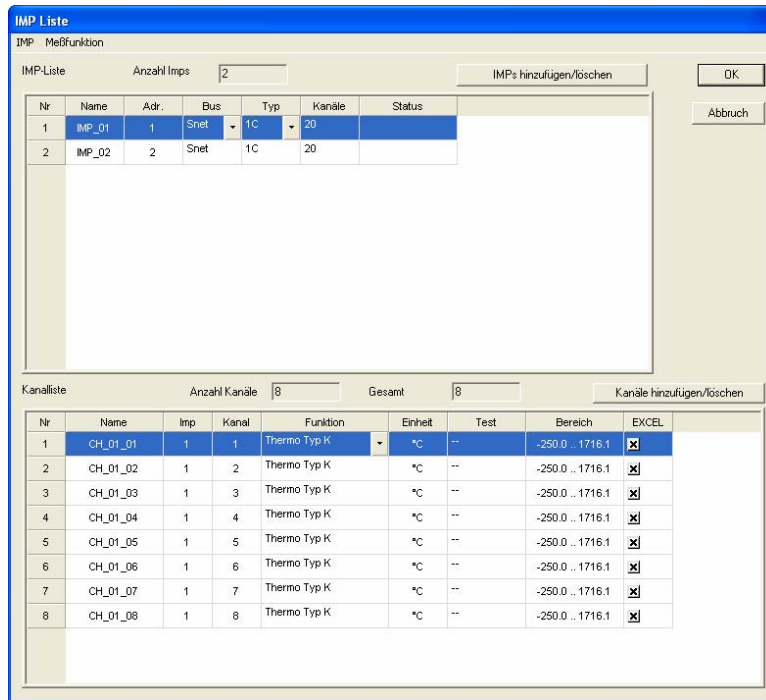 IMP Liste
IMP Meßfunktion
IMP-Liste Anzahl Imps 2 IMPs hinzufügen/löschen OK
Abbruch
Nr Name Adr. Bus Typ Kanäle Status
1 IMP_01 1 Snet 1C 20
2 IMP_02 2 Snet 1C 20
Kanalliste Anzahl Kanäle 8 Gesamt 8 Kanäle hinzufügen/löschen
Nr Name Imp Kanal Funktion Einheit Test Bereich EXCEL
1 CH_01_01 1 1 Thermo Typ K °C -- -250.0 .. 1716.1
2 CH_01_02 1 2 Thermo Typ K °C -- -250.0 .. 1716.1
3 CH_01_03 1 3 Thermo Typ K °C -- -250.0 .. 1716.1
4 CH_01_04 1 4 Thermo Typ K °C -- -250.0 .. 1716.1
5 CH_01_05 1 5 Thermo Typ K °C -- -250.0 .. 1716.1
6 CH_01_06 1 6 Thermo Typ K °C -- -250.0 .. 1716.1
7 CH_01_07 1 7 Thermo Typ K °C -- -250.0 .. 1716.1
8 CH_01_08 1 8 Thermo Typ K °C -- -250.0 .. 1716.1